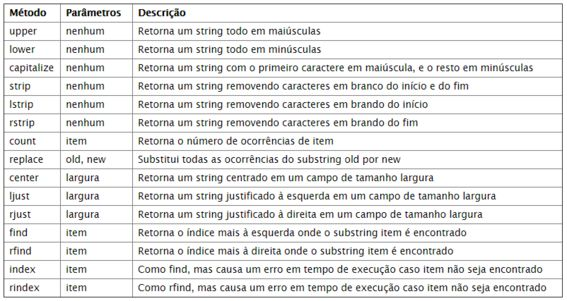 Método Parâmetros Descrição
upper nenhum Retorna um string todo em maiúsculas
lower nenhum Retorna um string todo em minúsculas
capitalize nenhum Retorna um string com o primeiro caractere em maiúscula, e o resto em minúsculas
strip nenhum Retorna um string removendo caracteres em branco do início e do fim
lstrip nenhum Retorna um string removendo caracteres em brando do início
rstrip nenhum Retorna um string removendo caracteres em brando do fim
count item Retorna o número de ocorrências de item
replace old, new Substitui todas as ocorrências do substring old por new
center largura Retorna um string centrado em um campo de tamanho largura
ljust largura Retorna um string justificado à esquerda em um campo de tamanho largura
rjust largura Retorna um string justificado à direita em um campo de tamanho largura
find item Retorna o índice mais à esquerda onde o substring item é encontrado
rfind item Retorna o índice mais à direita onde o substring item é encontrado
index item Como find, mas causa um erro em tempo de execução caso item não seja encontrado
rindex item Como rfind, mas causa um erro em tempo de execução caso item não seja encontrado